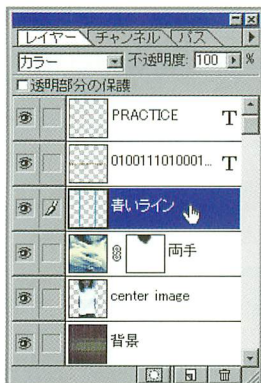 レイヤー チャンネル パス
カラー 不透明度: 100 %
透明部分の保護
PRACTICE T
0100111010001... T
青いライン
両手
center image
背景